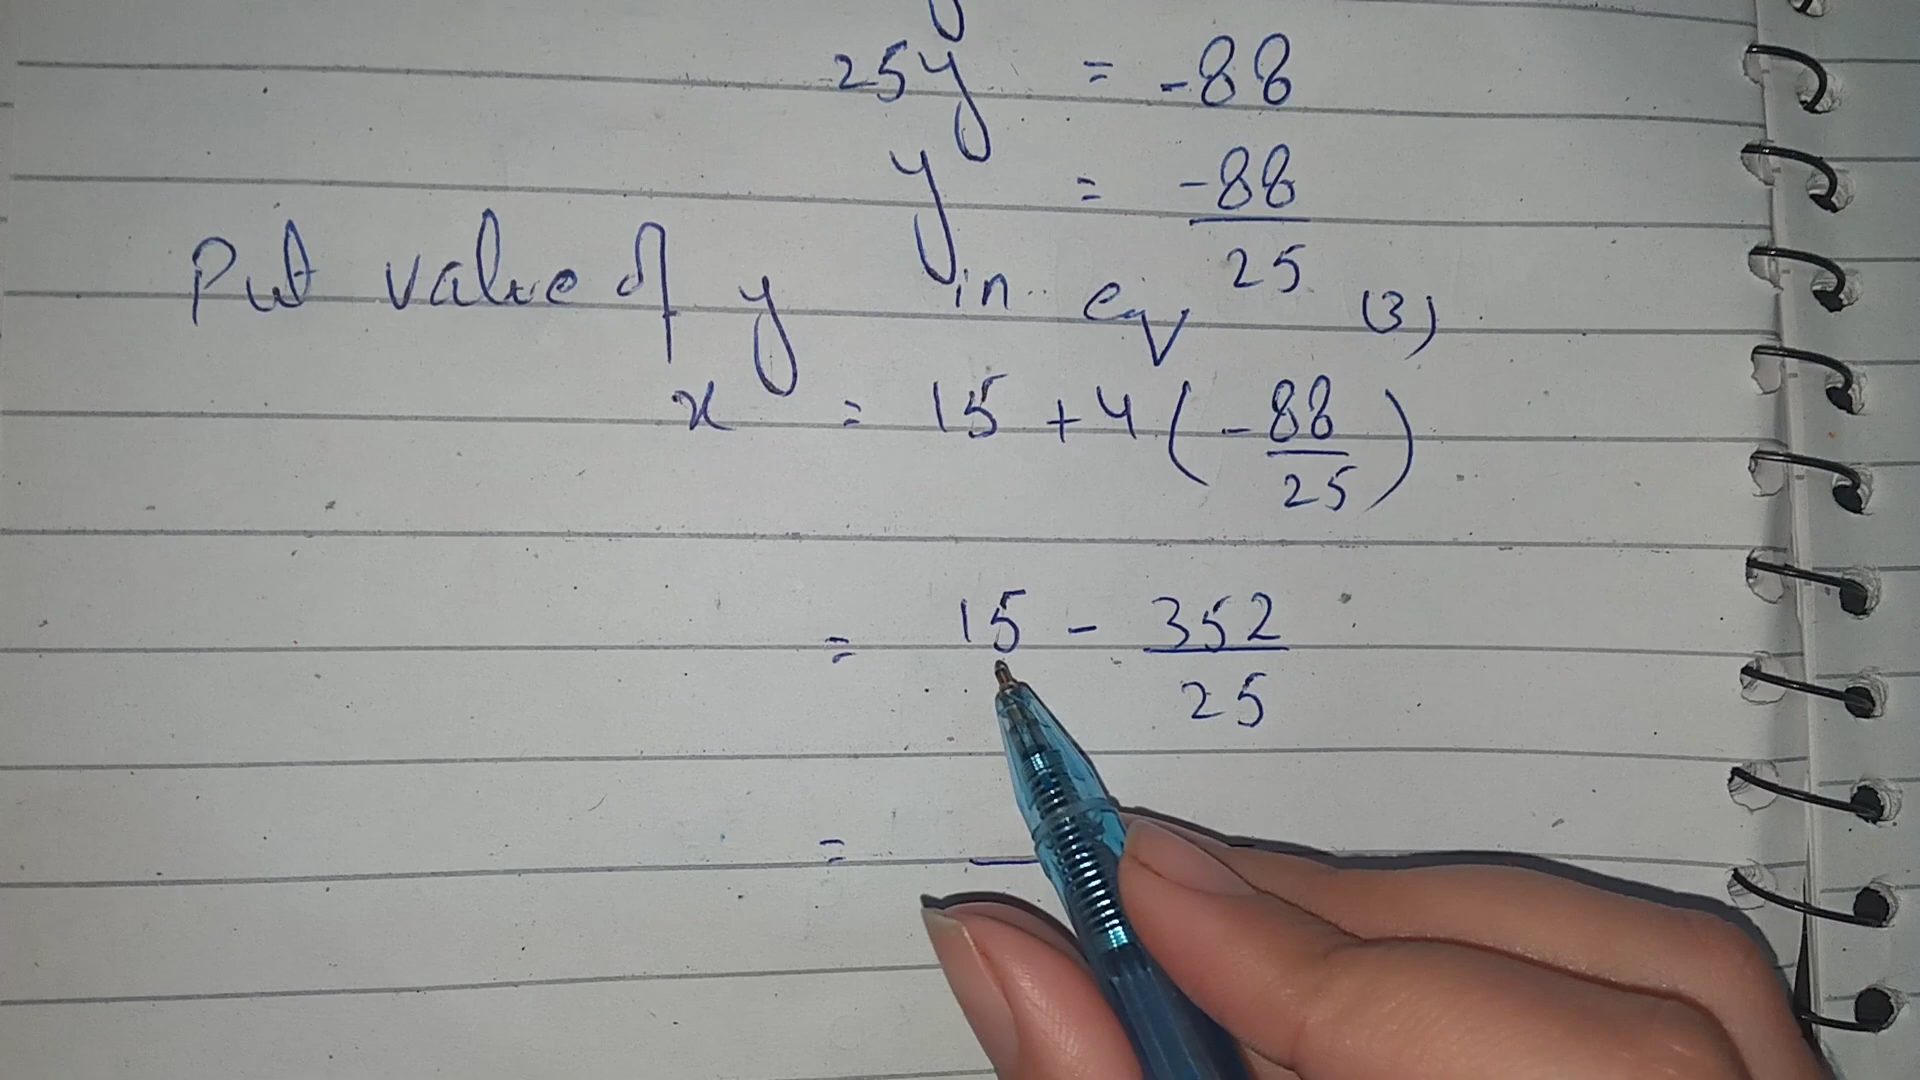 25y = -88
y = -88/25
Put value of y in eq (3)
x = 15 + 4(-88/25)
= 15 - 352/25
=